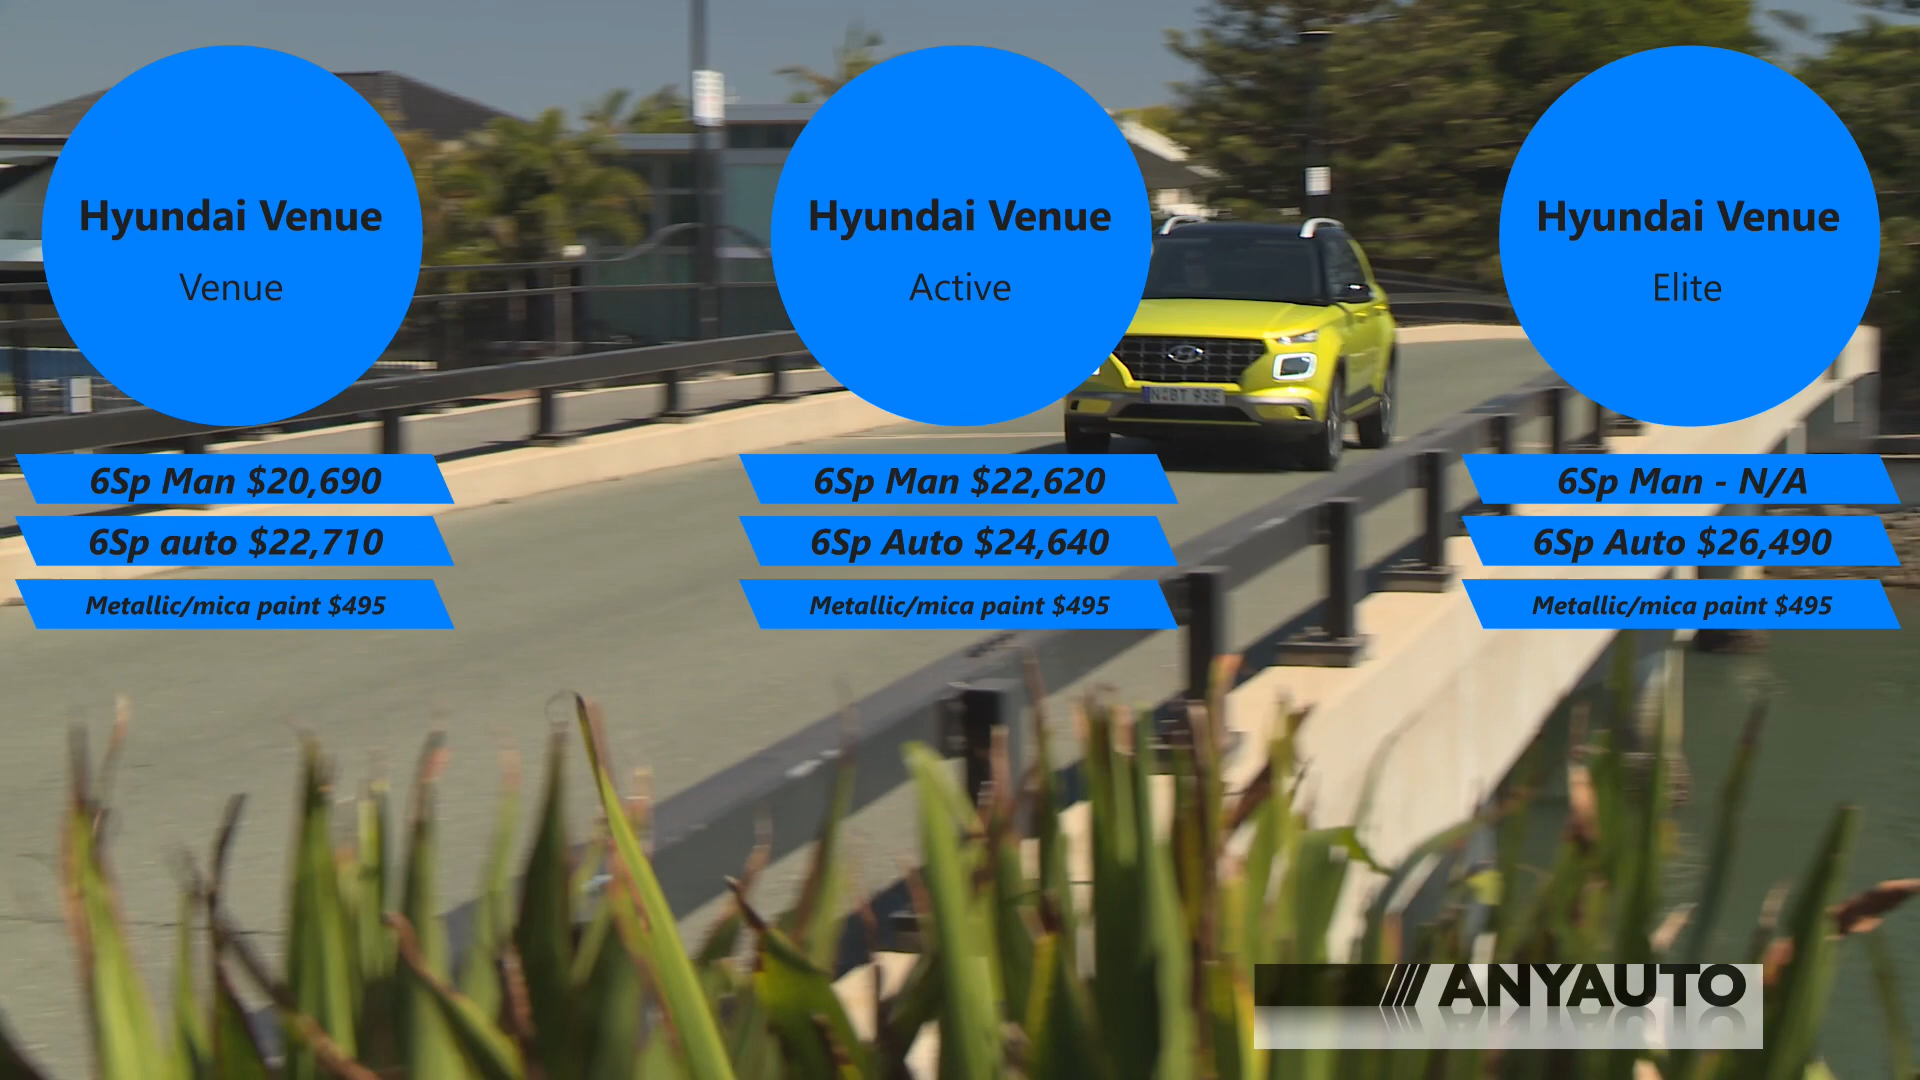 Hyundai Venue
Venue
6Sp Man $20,690
6Sp auto $22,710
Metallic/mica paint $495
Hyundai Venue
Active
6Sp Man $22,620
6Sp Auto $24,640
Metallic/mica paint $495
Hyundai Venue
Elite
6Sp Man - N/A
6Sp Auto $26,490
Metallic/mica paint $495
ANYAUTO